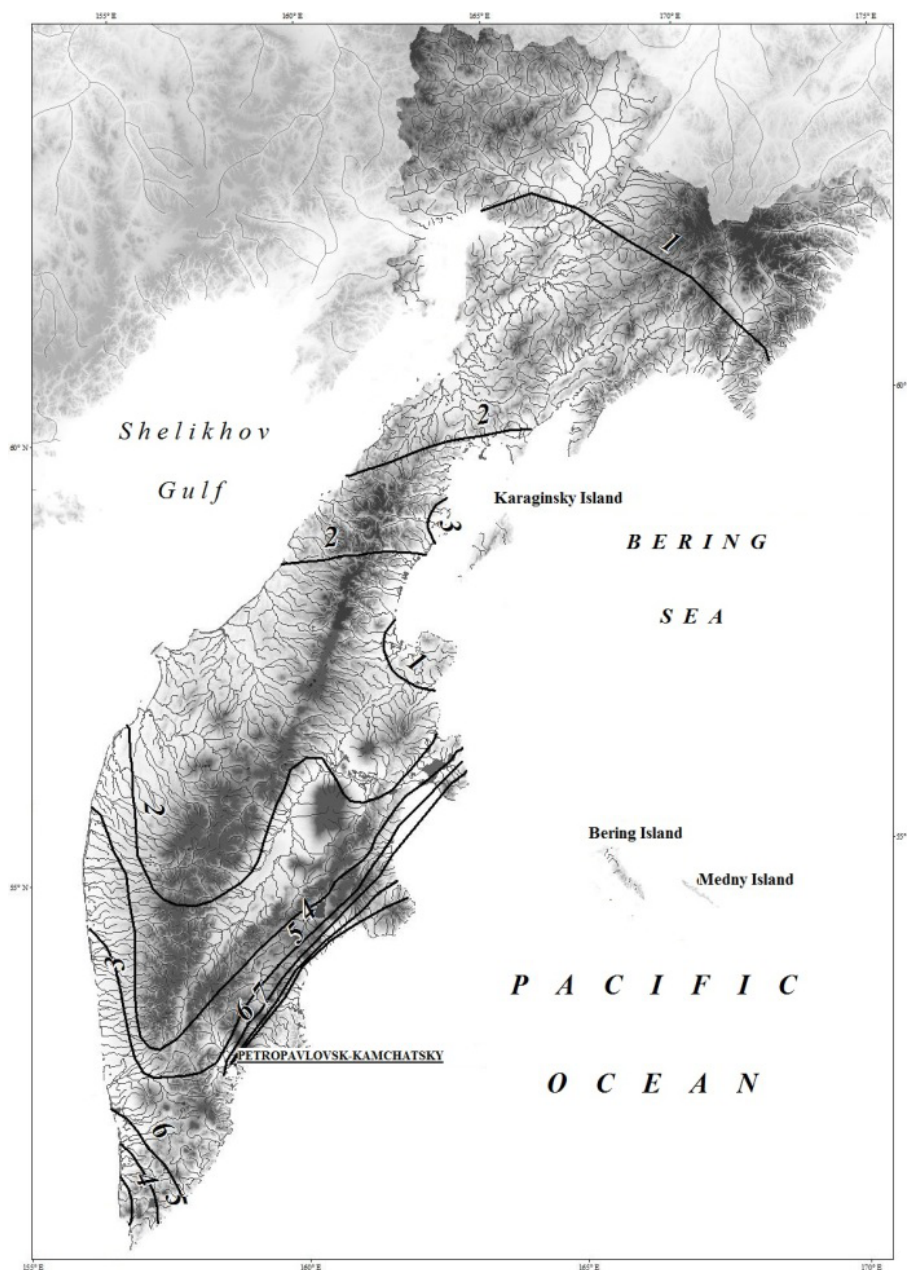 155° E 160° E 165° E 170° E 175° E
1
60° N
2
Shelikhov
60° N
Gulf
Karaginsky Island
3
BERING
2
SEA
1
2
Bering Island
55° N
Medny Island
55° N
4
5
3
PACIFIC
6 7
PETROPAVLOVSK-KAMCHATSKY
OCEAN
6
4
5
155° E 160° E 165° E 170° E